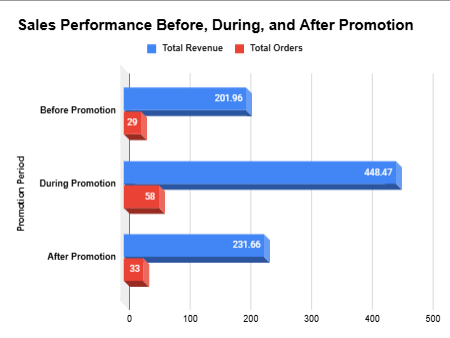 Sales Performance Before, During, and After Promotion
Total Revenue Total Orders
Promotion Period
Before Promotion
201.96
29
During Promotion
448.47
58
After Promotion
231.66
33
0 100 200 300 400 500